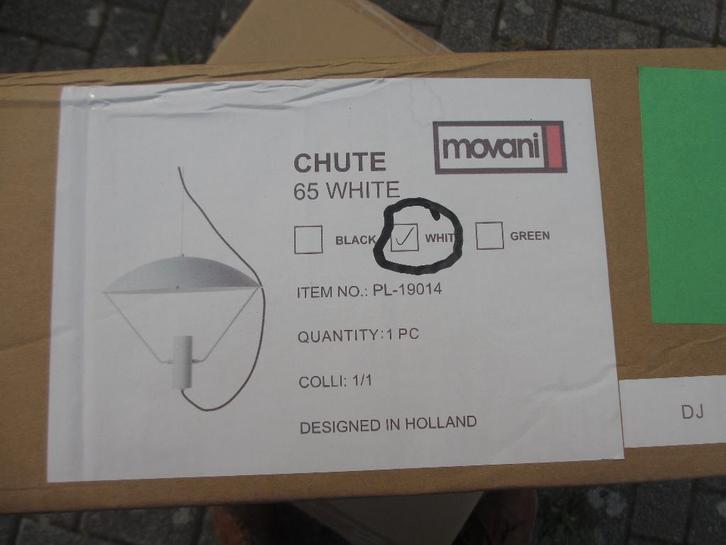 movani
CHUTE
65 WHITE
BLACK WHIT GREEN
ITEM NO.: PL-19014
QUANTITY: 1 PC
COLLI: 1/1
DESIGNED IN HOLLAND
DJ